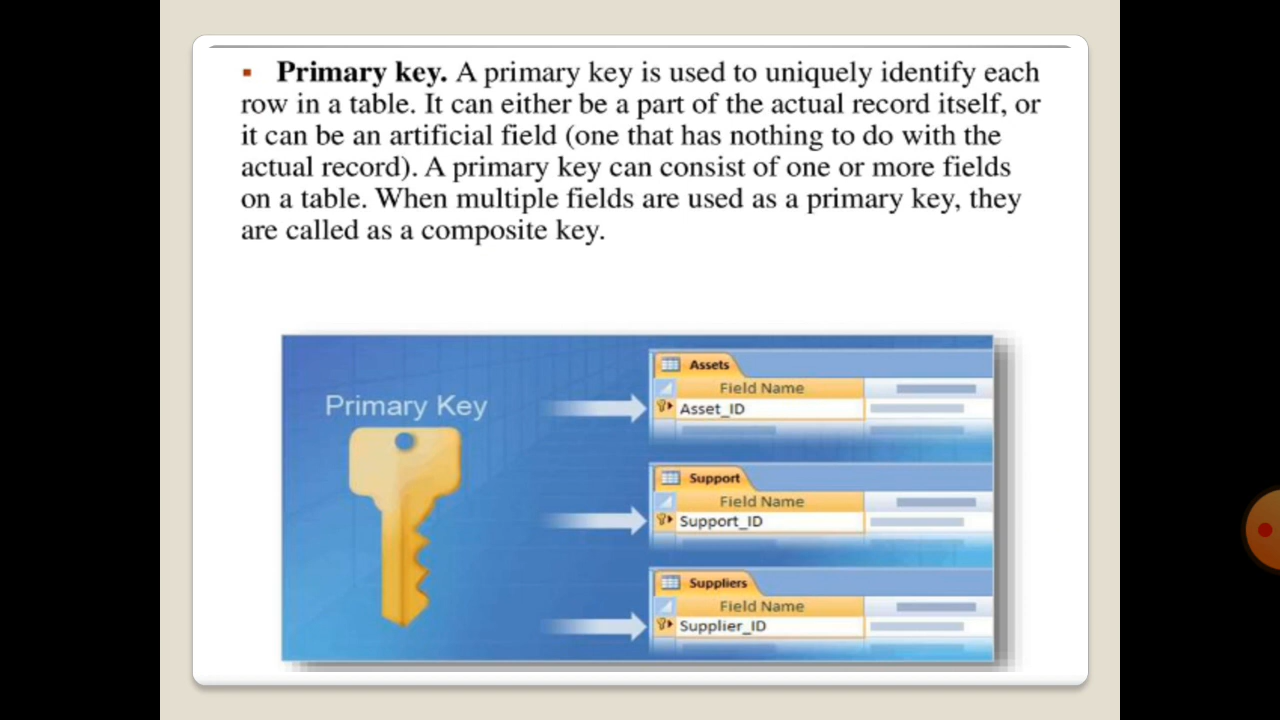 ▪ Primary key. A primary key is used to uniquely identify each
row in a table. It can either be a part of the actual record itself, or
it can be an artificial field (one that has nothing to do with the
actual record). A primary key can consist of one or more fields
on a table. When multiple fields are used as a primary key, they
are called as a composite key.
Primary Key
Assets
Field Name
Asset_ID
Support
Field Name
Support_ID
Suppliers
Field Name
Supplier_ID